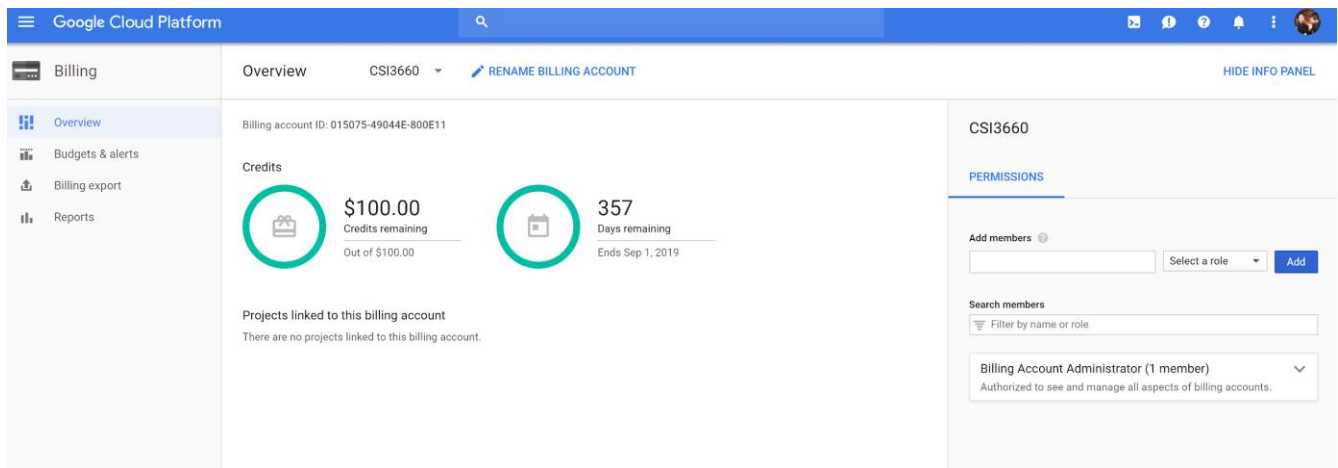 Google Cloud Platform
Billing
Overview
CSI3660
RENAME BILLING ACCOUNT
HIDE INFO PANEL
Overview
Budgets & alerts
Billing export
Reports
Billing account ID: 015075-49044E-800E11
Credits
$100.00
Credits remaining
Out of $100.00
357
Days remaining
Ends Sep 1, 2019
Projects linked to this billing account
There are no projects linked to this billing account.
CSI3660
PERMISSIONS
Add members
Select a role
Add
Search members
Filter by name or role
Billing Account Administrator (1 member)
Authorized to see and manage all aspects of billing accounts.